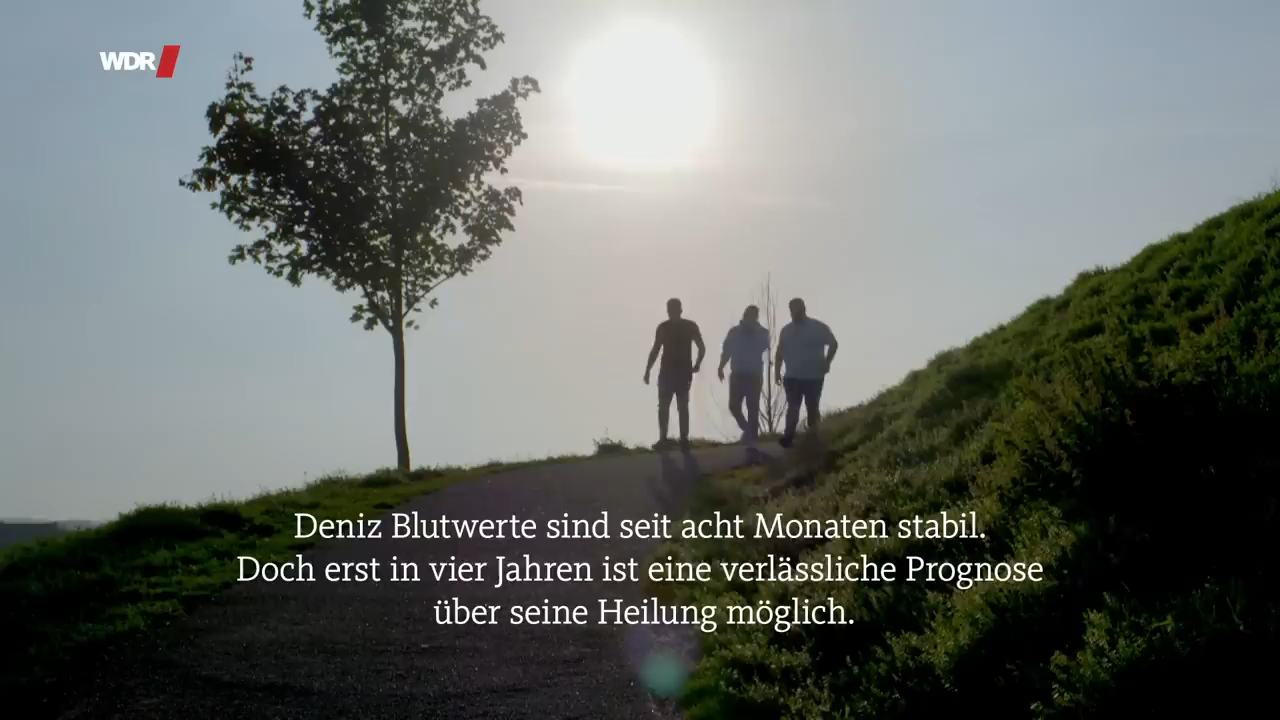 WDR
Deniz Blutwerte sind seit acht Monaten stabil.
Doch erst in vier Jahren ist eine verlässliche Prognose
über seine Heilung möglich.